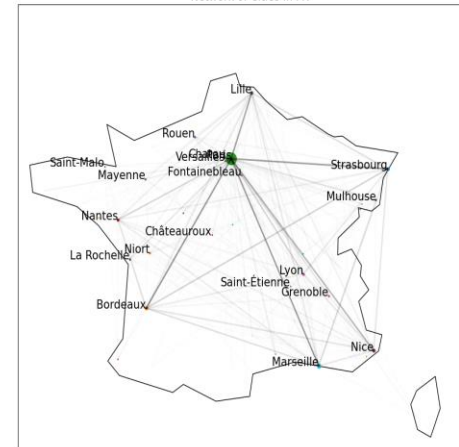 Lille
Rouen
Versailles
Fontainebleau
Saint-Malo
Mayenne
Strasbourg
Mulhouse
Nantes
Châteauroux
La Rochelle
Niort
Lyon
Saint-Étienne
Grenoble
Bordeaux
Nice
Marseille